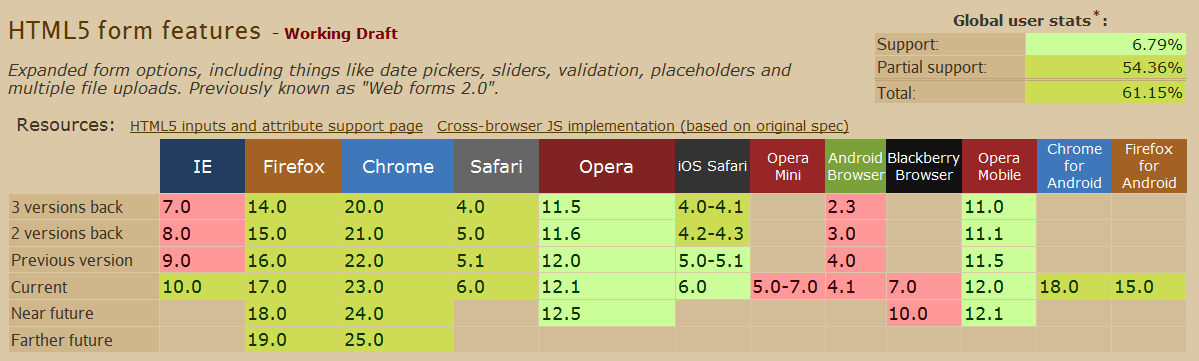 HTML5 form features - Working Draft
Global user stats*:
Support: 6.79%
Partial support: 54.36%
Total: 61.15%
Expanded form options, including things like date pickers, sliders, validation, placeholders and
multiple file uploads. Previously known as "Web forms 2.0".
Resources: HTML5 inputs and attribute support page Cross-browser JS implementation (based on original spec)
IE Firefox Chrome Safari Opera iOS Safari Opera Mini Android Browser Blackberry Browser Opera Mobile Chrome for Android Firefox for Android
3 versions back 7.0 14.0 20.0 4.0 11.5 4.0-4.1 2.3 11.0
2 versions back 8.0 15.0 21.0 5.0 11.6 4.2-4.3 3.0 11.1
Previous version 9.0 16.0 22.0 5.1 12.0 5.0-5.1 4.0 11.5
Current 10.0 17.0 23.0 6.0 12.1 6.0 5.0-7.0 4.1 7.0 12.0 18.0 15.0
Near future 18.0 24.0 12.5 10.0 12.1
Farther future 19.0 25.0